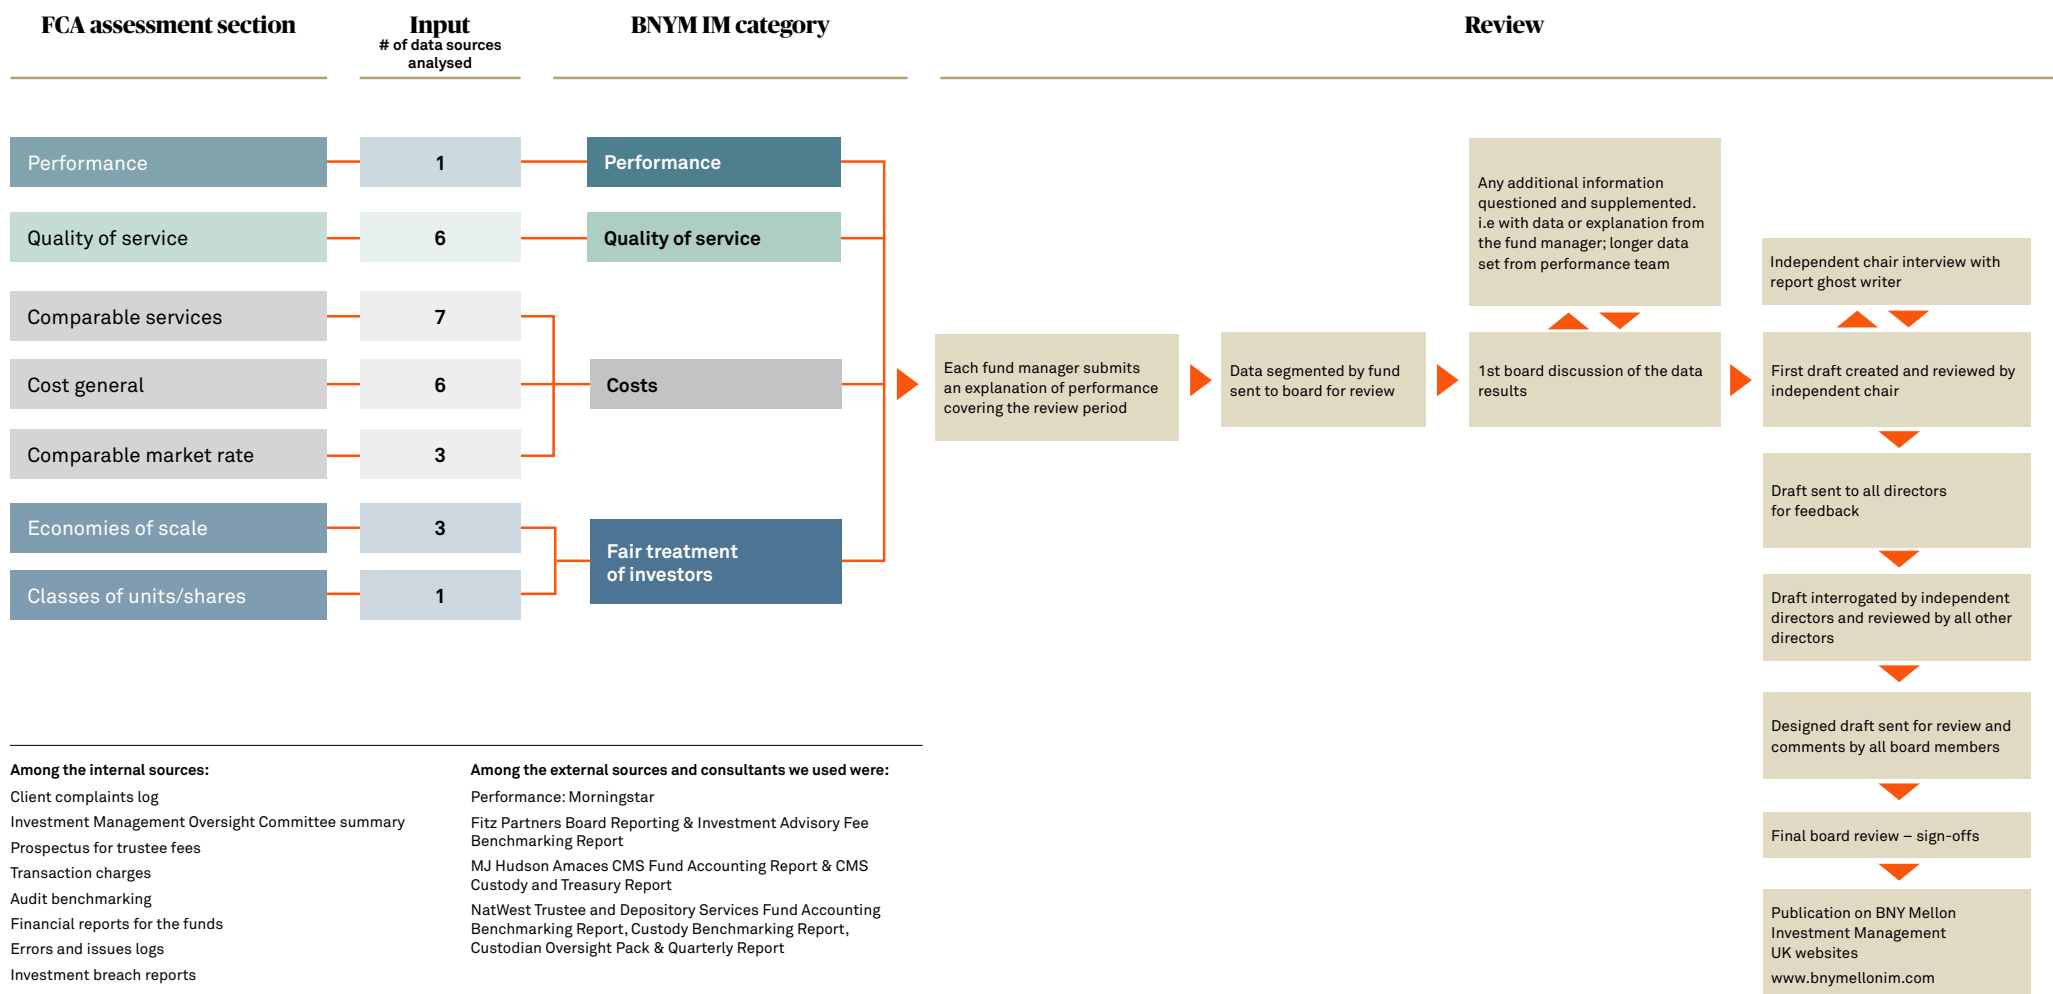 FCA assessment section
Input
# of data sources
analysed
BNYM IM category
Review
Performance
1
Performance
Quality of service
6
Quality of service
Comparable services
7
Cost general
6
Costs
Comparable market rate
3
Economies of scale
3
Fair treatment
of investors
Classes of units/shares
1
Each fund manager submits
an explanation of performance
covering the review period
Data segmented by fund
sent to board for review
Any additional information
questioned and supplemented.
i.e with data or explanation from
the fund manager; longer data
set from performance team
1st board discussion of the data
results
Independent chair interview with
report ghost writer
First draft created and reviewed by
independent chair
Draft sent to all directors
for feedback
Draft interrogated by independent
directors and reviewed by all other
directors
Designed draft sent for review and
comments by all board members
Final board review – sign-offs
Publication on BNY Mellon
Investment Management
UK websites
www.bnymellonim.com
Among the internal sources:
Client complaints log
Investment Management Oversight Committee summary
Prospectus for trustee fees
Transaction charges
Audit benchmarking
Financial reports for the funds
Errors and issues logs
Investment breach reports
Among the external sources and consultants we used were:
Performance: Morningstar
Fitz Partners Board Reporting & Investment Advisory Fee
Benchmarking Report
MJ Hudson Amaces CMS Fund Accounting Report & CMS
Custody and Treasury Report
NatWest Trustee and Depository Services Fund Accounting
Benchmarking Report, Custody Benchmarking Report,
Custodian Oversight Pack & Quarterly Report